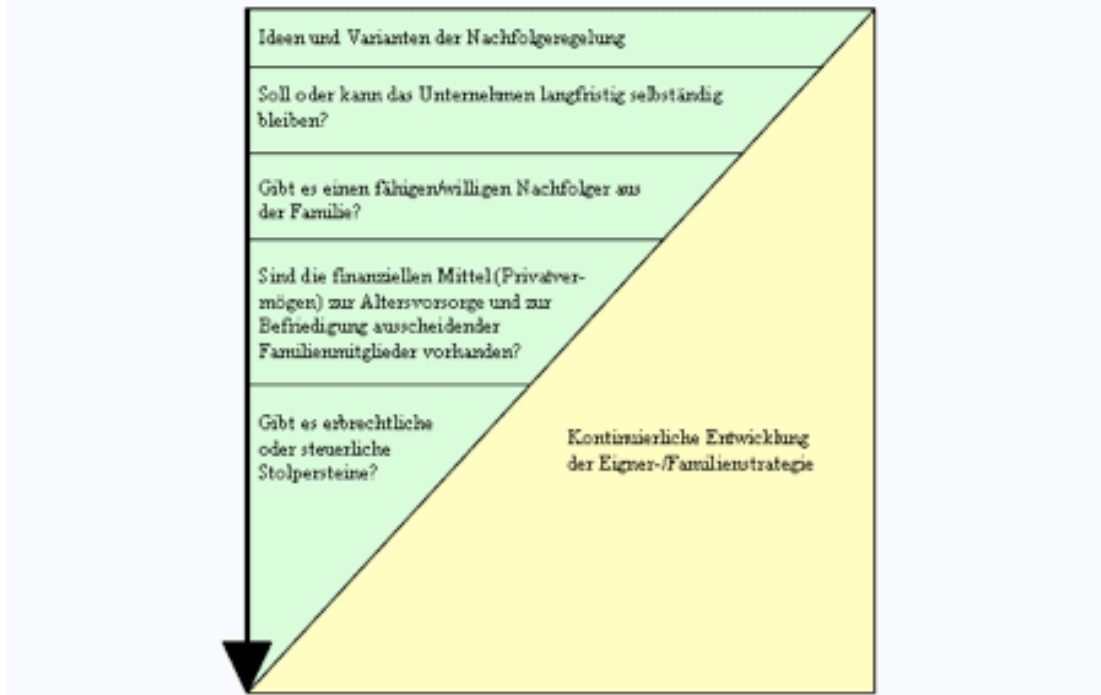 Ideen und Varianten der Nachfolgeregelung
Soll oder kann das Unternehmen langfristig selbständig
bleiben?
Gibt es einen fähigen/willigen Nachfolger aus
der Familie?
Sind die finanziellen Mittel (Privatver-
mögen) zur Altersvorsorge und zur
Befriedigung ausscheidender
Familienmitglieder vorhanden?
Gibt es erbrechtliche
oder steuerliche
Stolpersteine?
Kontinuierliche Entwicklung
der Eigner-/Familienstrategie